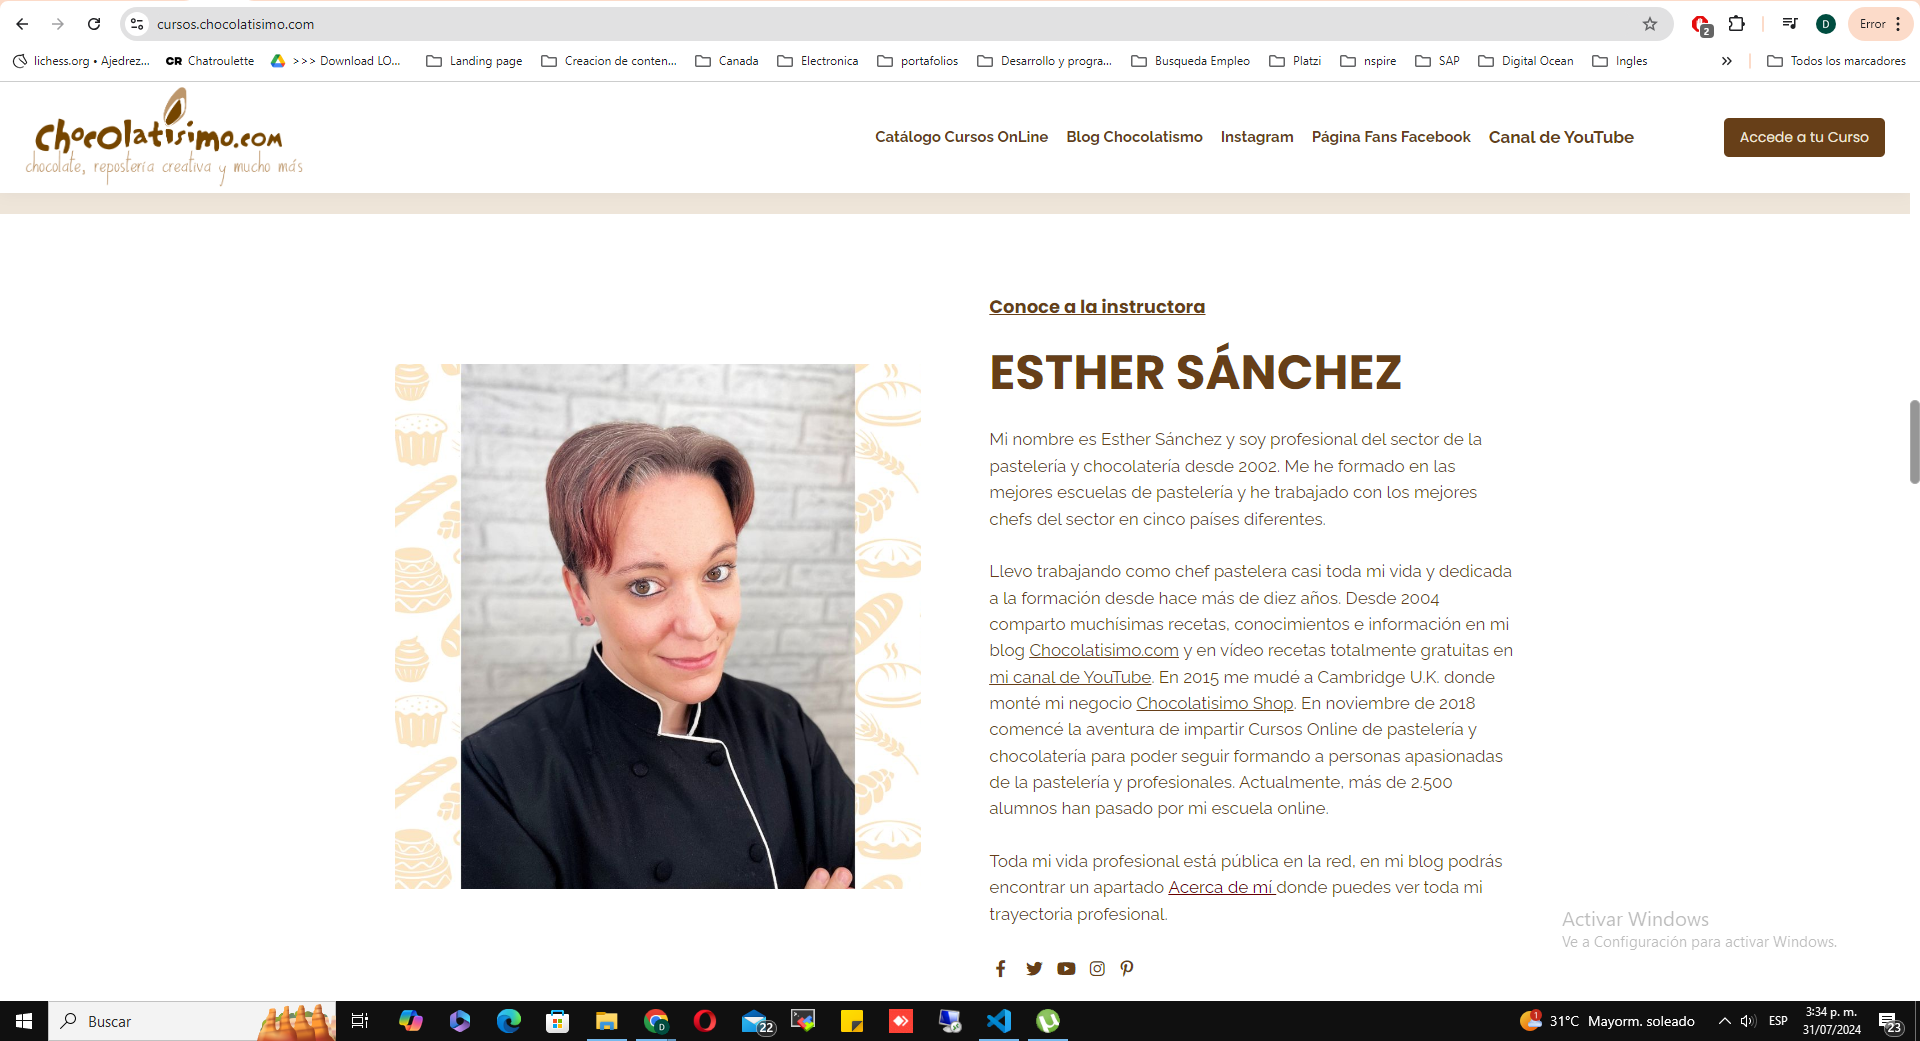 cursos.chocolatisimo.com
2
D
Error
lichess.org • Ajedrez...
CR Chatroulette
>>> Download LO...
Landing page
Creacion de conten...
Canada
Electronica
portafolios
Desarrollo y progra...
Busqueda Empleo
Platzi
nspire
SAP
Digital Ocean
Ingles
»
Todos los marcadores
chocolatisimo.com
chocolate, repostería creativa y mucho más
Catálogo Cursos OnLine
Blog Chocolatismo
Instagram
Página Fans Facebook
Canal de YouTube
Accede a tu Curso
Conoce a la instructora
ESTHER SÁNCHEZ
Mi nombre es Esther Sánchez y soy profesional del sector de la
pastelería y chocolatería desde 2002. Me he formado en las
mejores escuelas de pastelería y he trabajado con los mejores
chefs del sector en cinco países diferentes.
Llevo trabajando como chef pastelera casi toda mi vida y dedicada
a la formación desde hace más de diez años. Desde 2004
comparto muchísimas recetas, conocimientos e información en mi
blog Chocolatisimo.com y en vídeo recetas totalmente gratuitas en
mi canal de YouTube. En 2015 me mudé a Cambridge U.K. donde
monté mi negocio Chocolatisimo Shop. En noviembre de 2018
comencé la aventura de impartir Cursos Online de pastelería y
chocolatería para poder seguir formando a personas apasionadas
de la pastelería y profesionales. Actualmente, más de 2.500
alumnos han pasado por mi escuela online.
Toda mi vida profesional está pública en la red, en mi blog podrás
encontrar un apartado Acerca de mí donde puedes ver toda mi
trayectoria profesional.
Activar Windows
Ve a Configuración para activar Windows.
Buscar
D
22
1
31°C Mayorm. soleado
ESP
3:34 p. m.
31/07/2024
23